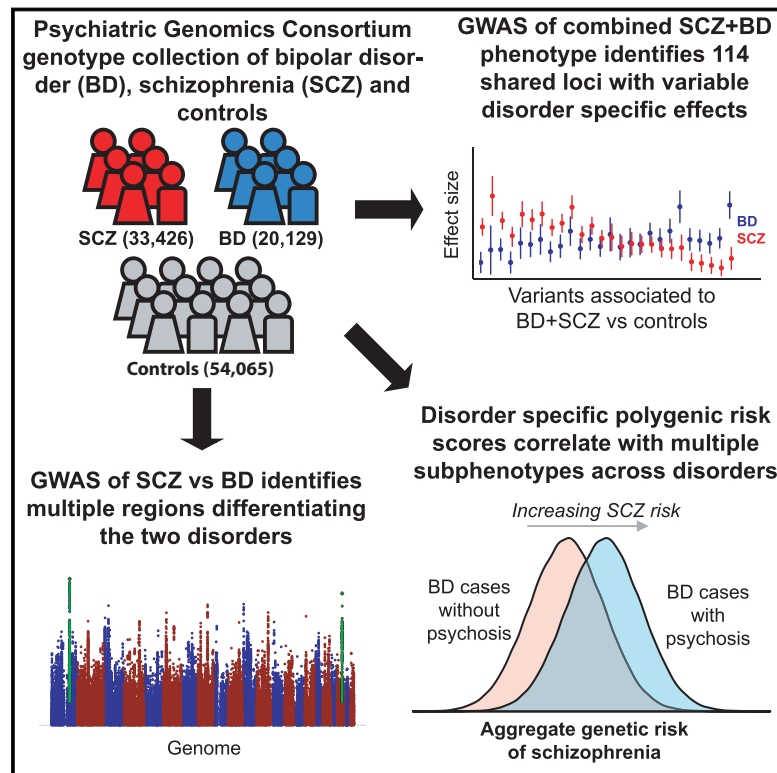 Psychiatric Genomics Consortium
genotype collection of bipolar disor-
der (BD), schizophrenia (SCZ) and
controls
SCZ (33,426)
BD (20,129)
Controls (54,065)
GWAS of combined SCZ+BD
phenotype identifies 114
shared loci with variable
disorder specific effects
Effect size
BD
SCZ
Variants associated to
BD+SCZ vs controls
GWAS of SCZ vs BD identifies
multiple regions differentiating
the two disorders
Genome
Disorder specific polygenic risk
scores correlate with multiple
subphenotypes across disorders
Increasing SCZ risk
BD cases
without
psychosis
BD cases
with
psychosis
Aggregate genetic risk
of schizophrenia